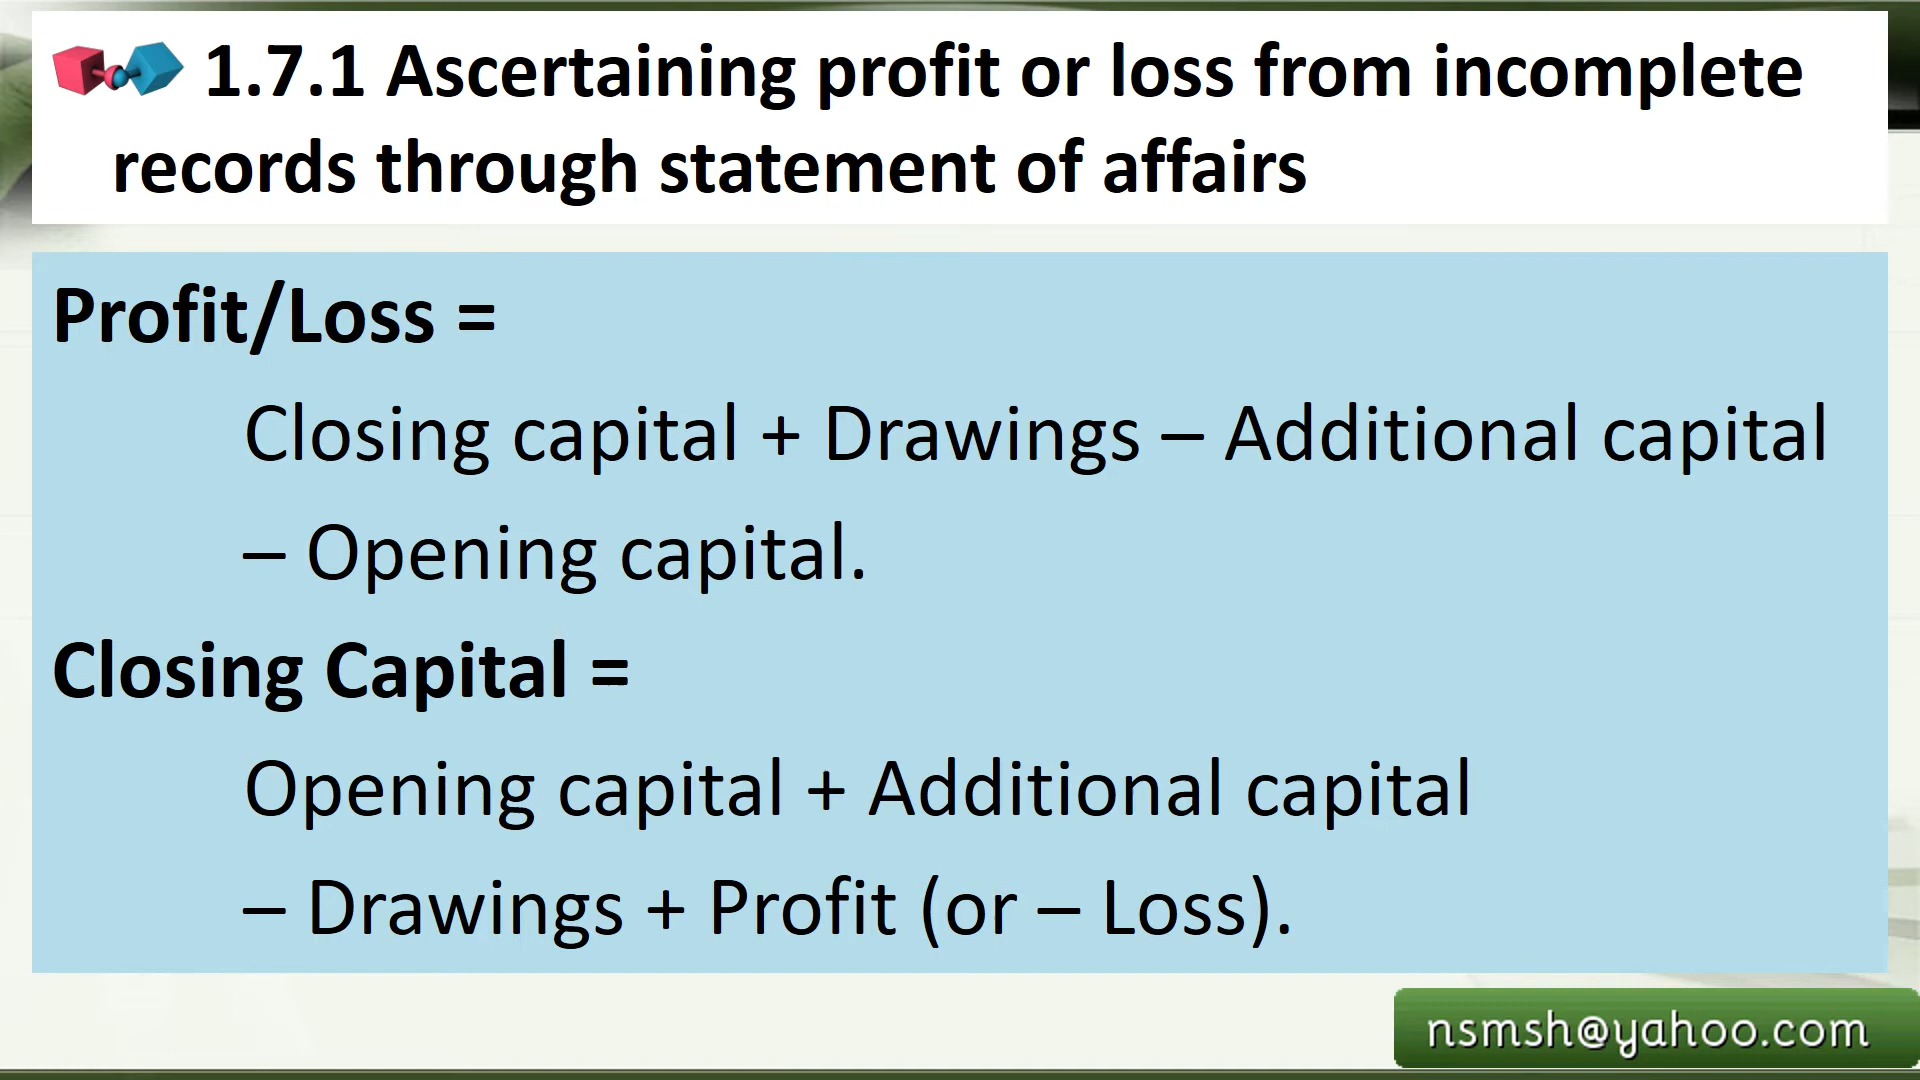 1.7.1 Ascertaining profit or loss from incomplete
records through statement of affairs
Profit/Loss =
Closing capital + Drawings – Additional capital
– Opening capital.
Closing Capital =
Opening capital + Additional capital
– Drawings + Profit (or – Loss).
nsmsh@yahoo.com